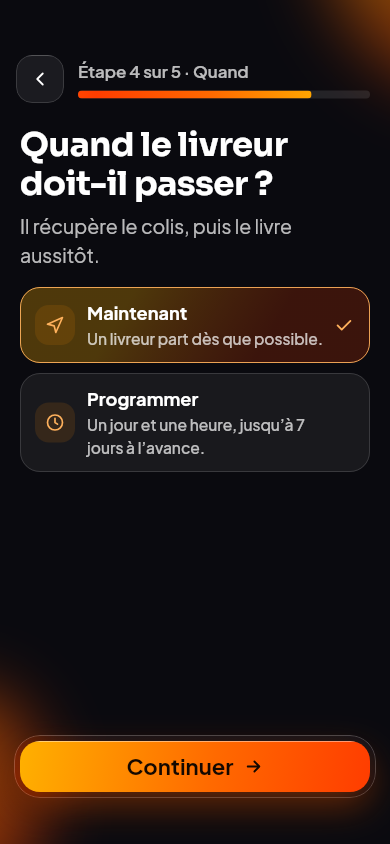 Étape 4 sur 5 · Quand
Quand le livreur
doit-il passer ?
Il récupère le colis, puis le livre
aussitôt.
Maintenant
Un livreur part dès que possible.
Programmer
Un jour et une heure, jusqu’à 7
jours à l’avance.
Continuer →